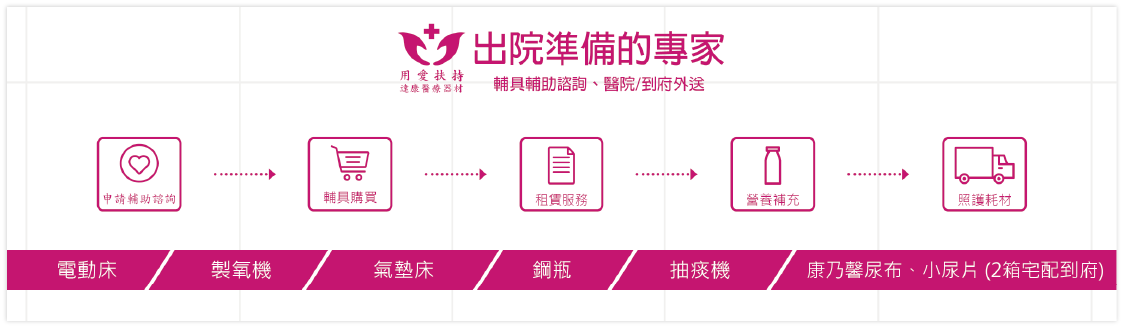 出院準備的專家
用愛扶持
達康醫療器材
輔具輔助諮詢、醫院/到府外送
申請輔助諮詢
輔具購買
租賃服務
營養補充
照護耗材
電動床
製氧機
氣墊床
鋼瓶
抽痰機
康乃馨尿布、小尿片 (2箱宅配到府)